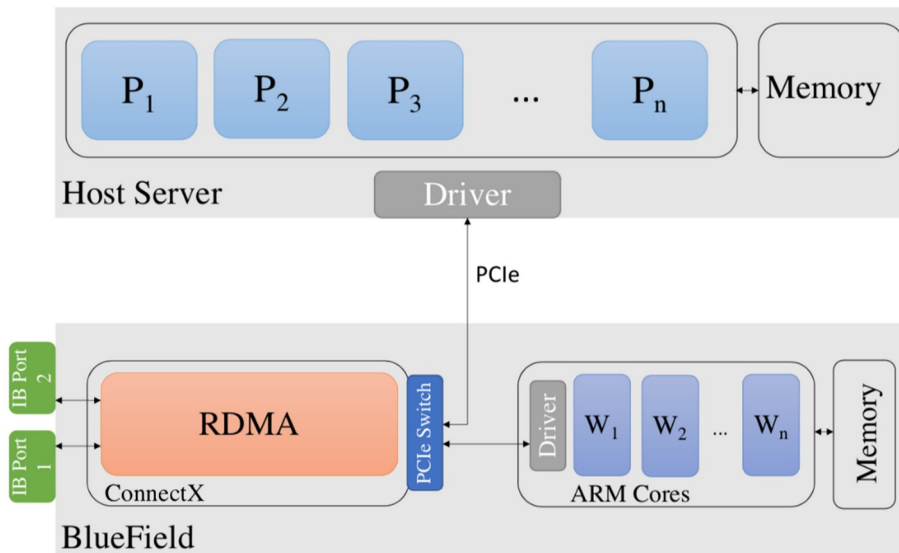 P1
P2
P3
...
Pn
Memory
Host Server
Driver
PCIe
IB Port
2
IB Port
1
RDMA
ConnectX
PCIe Switch
Driver
W1
W2
...
Wn
ARM Cores
Memory
BlueField